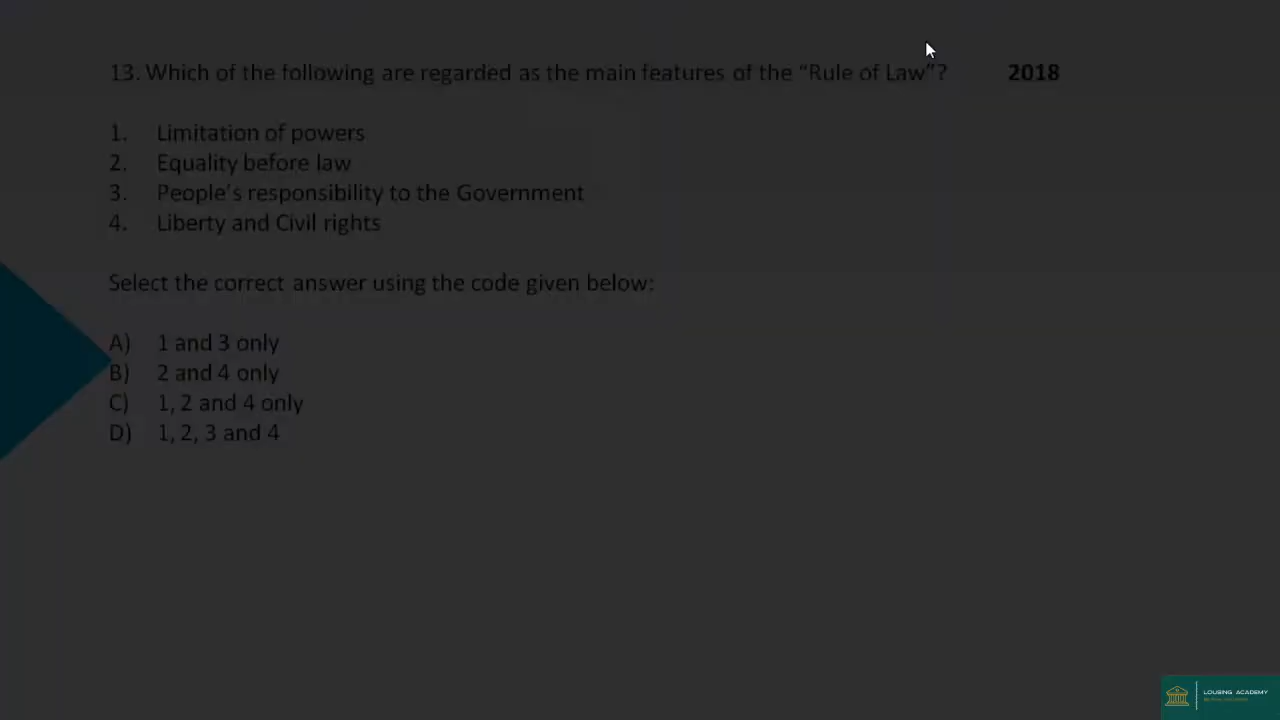 13. Which of the following are regarded as the main features of the “Rule of Law”? 2018
1. Limitation of powers
2. Equality before law
3. People’s responsibility to the Government
4. Liberty and Civil rights
Select the correct answer using the code given below:
A) 1 and 3 only
B) 2 and 4 only
C) 1, 2 and 4 only
D) 1, 2, 3 and 4
LOUSING ACADEMY